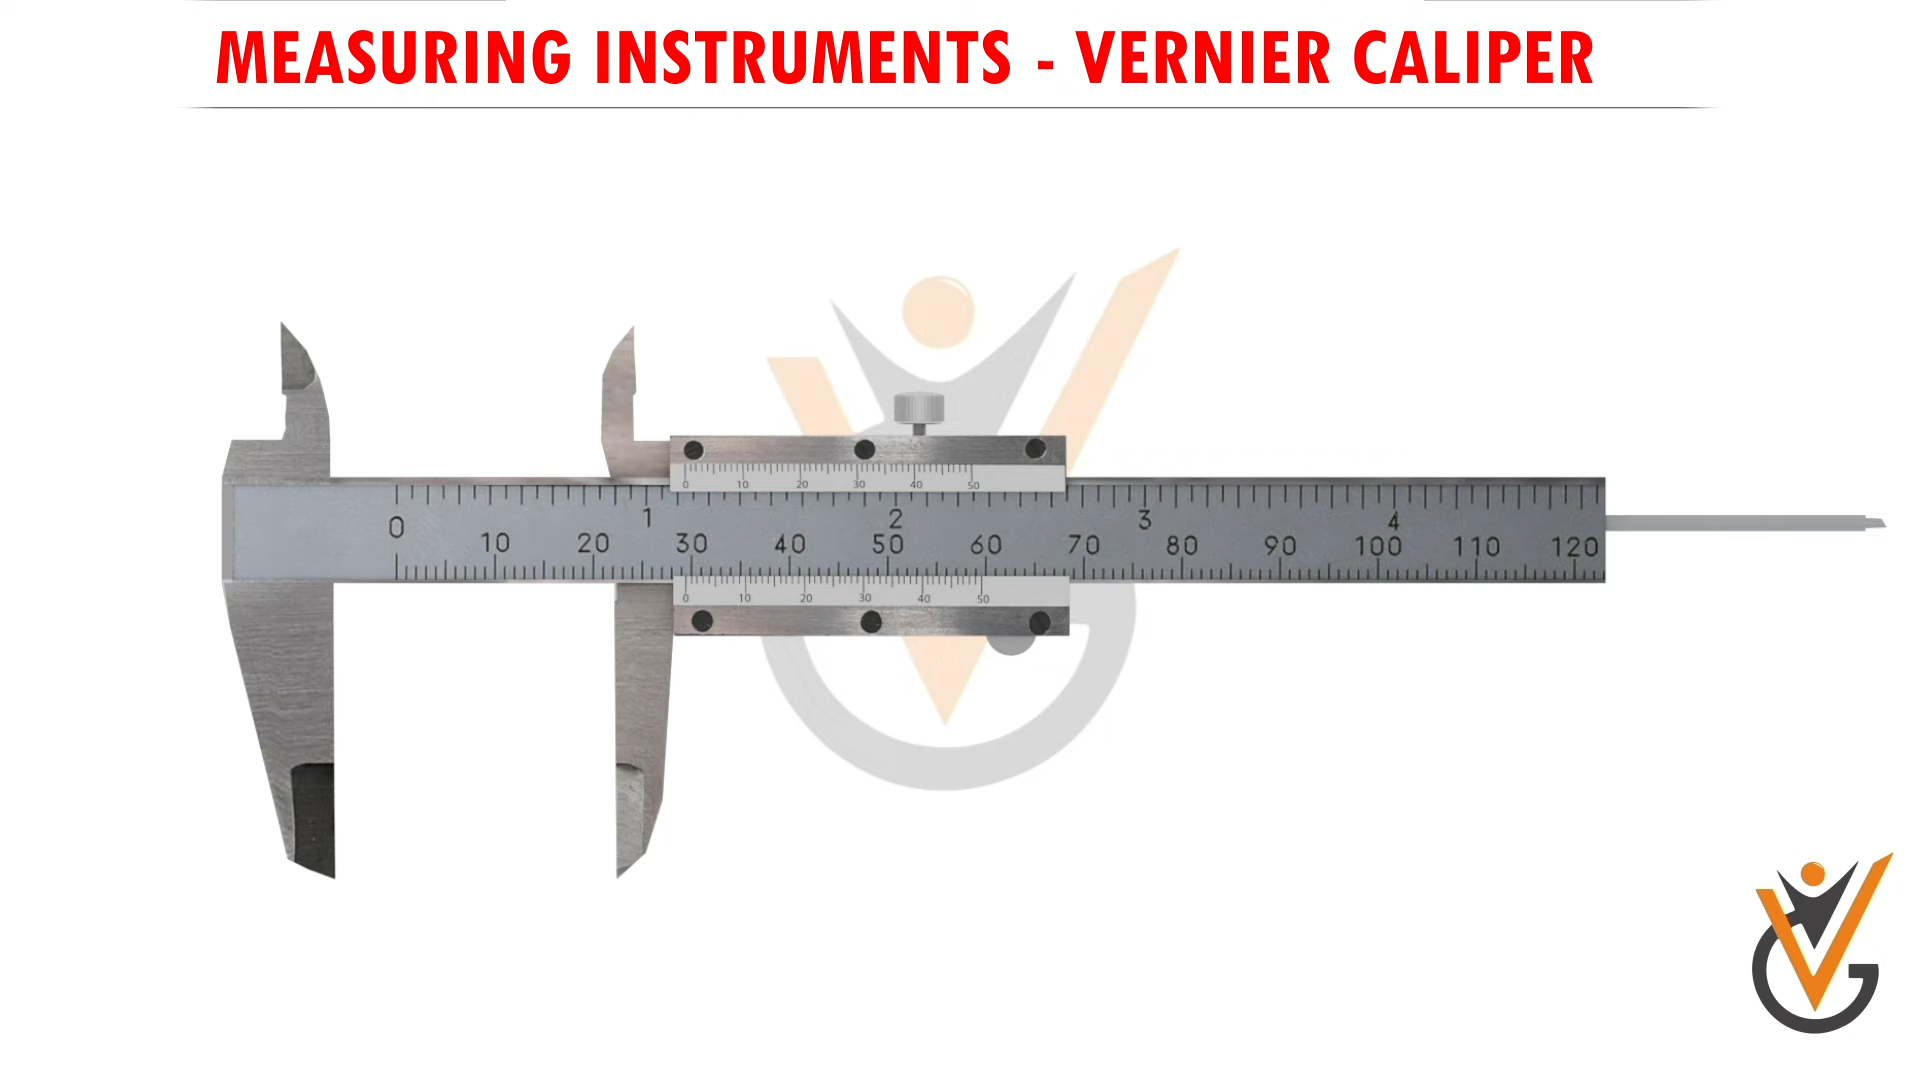 MEASURING INSTRUMENTS - VERNIER CALIPER
0 10 20 30 40 50
0 1 2 3 4
10 20 30 40 50 60 70 80 90 100 110 120
0 10 20 30 40 50
VG